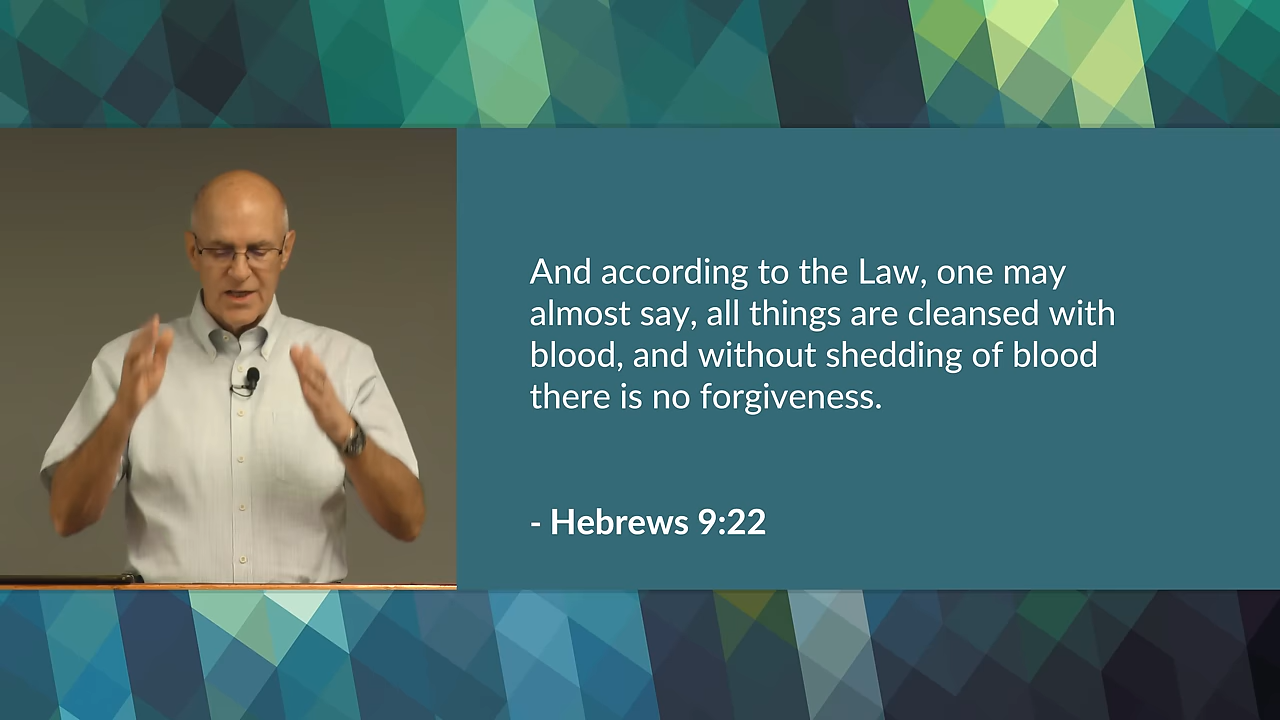 And according to the Law, one may
almost say, all things are cleansed with
blood, and without shedding of blood
there is no forgiveness.
- Hebrews 9:22